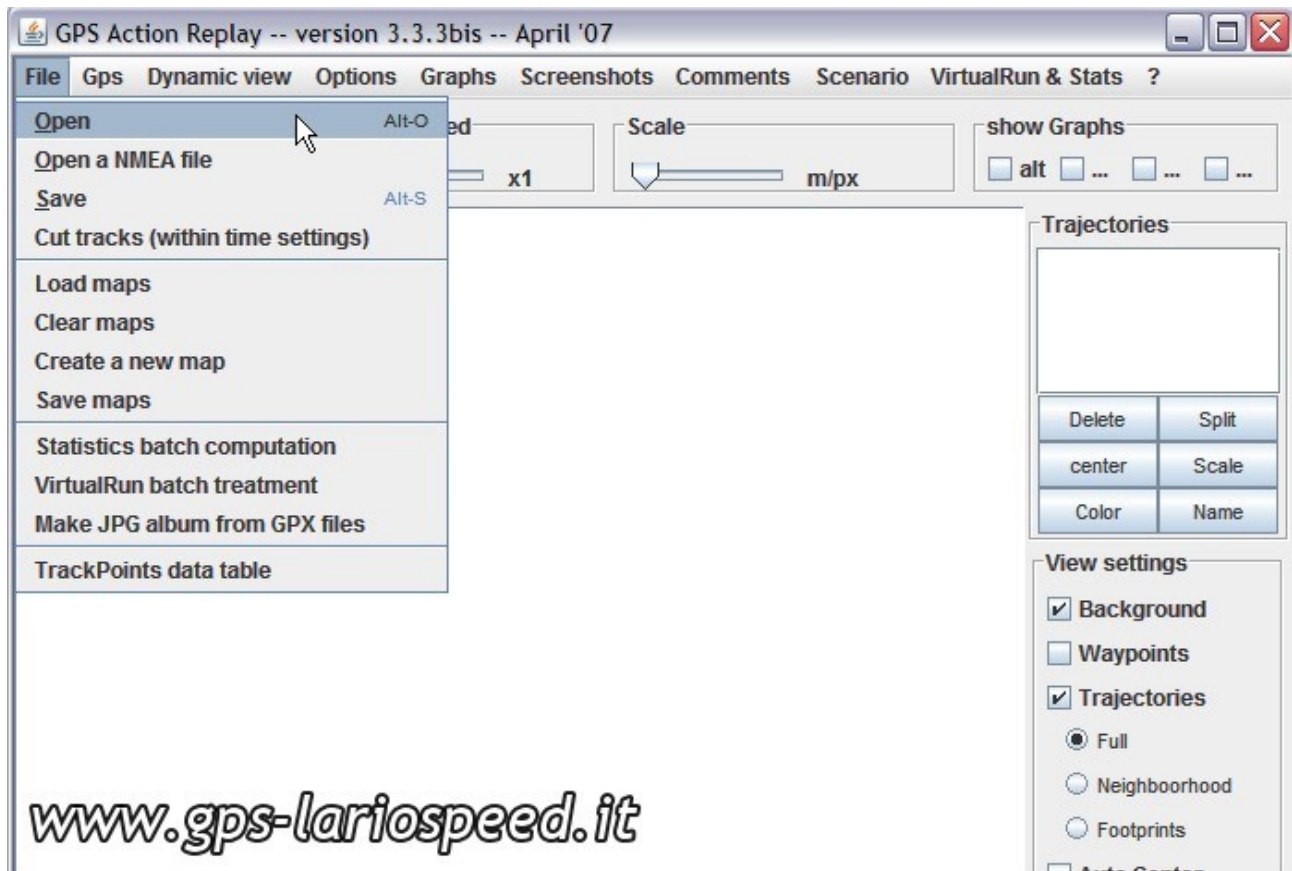 GPS Action Replay -- version 3.3.3bis -- April '07
File Gps Dynamic view Options Graphs Screenshots Comments Scenario VirtualRun & Stats ?
Open Alt-O
Open a NMEA file
Save Alt-S
Cut tracks (within time settings)
Load maps
Clear maps
Create a new map
Save maps
Statistics batch computation
VirtualRun batch treatment
Make JPG album from GPX files
TrackPoints data table
x1
Scale
m/px
show Graphs
alt ... ... ...
Trajectories
Delete Split
center Scale
Color Name
View settings
Background
Waypoints
Trajectories
Full
Neighboorhood
Footprints
Auto Center
www.gps-lariospeed.it